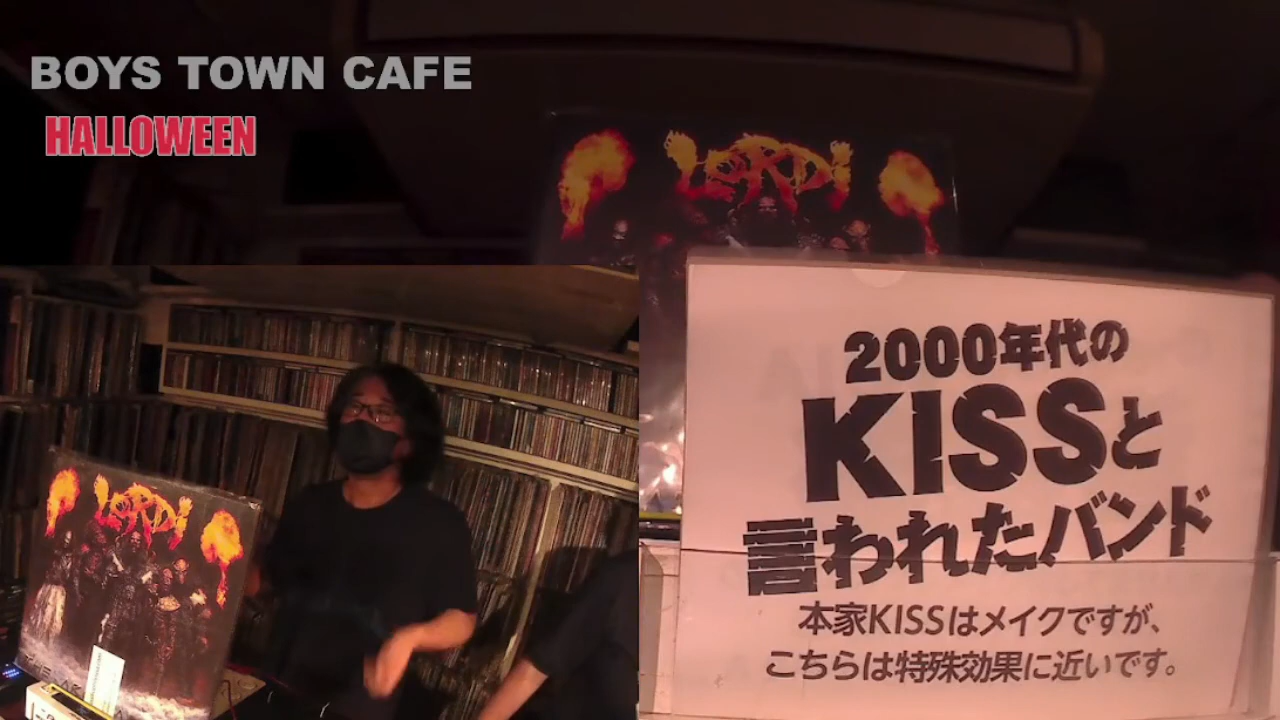 BOYS TOWN CAFE
HALLOWEEN
LORDI
2000年代の
KISSと
言われたバンド
本家KISSはメイクですが、
こちらは特殊効果に近いです。
LORDI